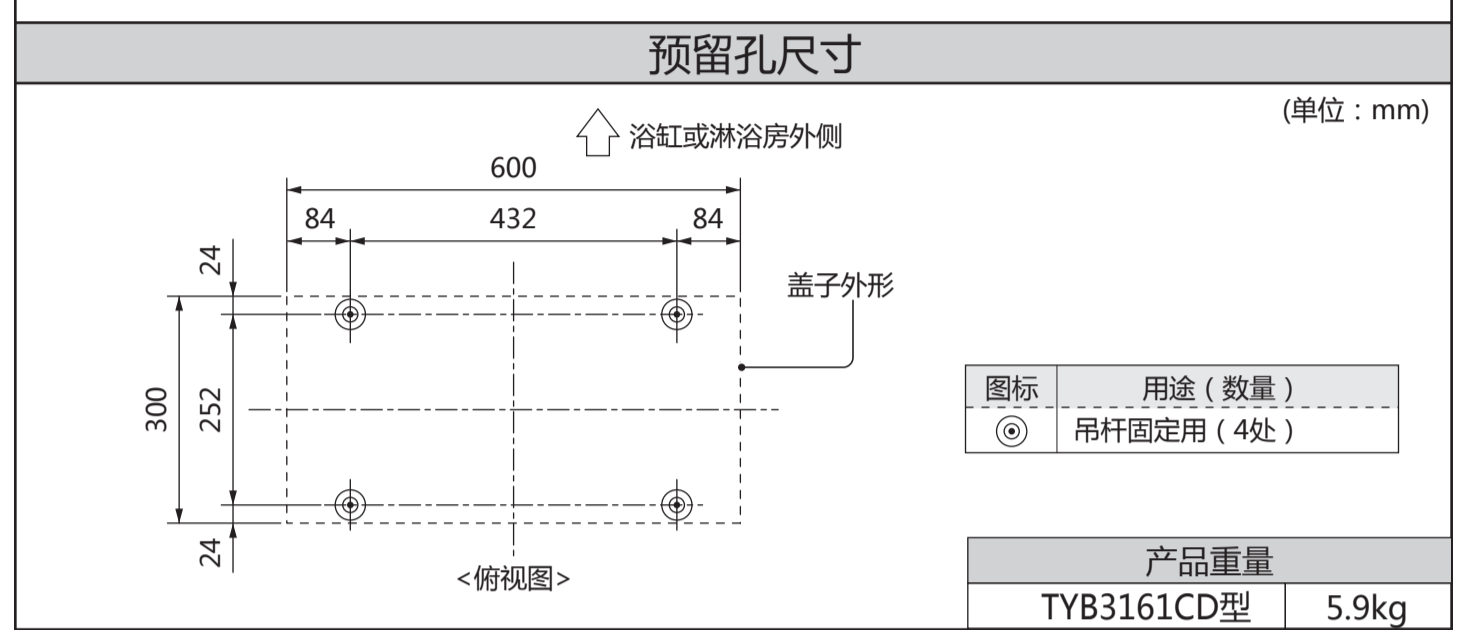 预留孔尺寸
(单位：mm)
浴缸或淋浴房外侧
600
84 432 84
24
盖子外形
300
252
24
<俯视图>
图标 用途（数量）
吊杆固定用（4处）
产品重量
TYB3161CD型 5.9kg